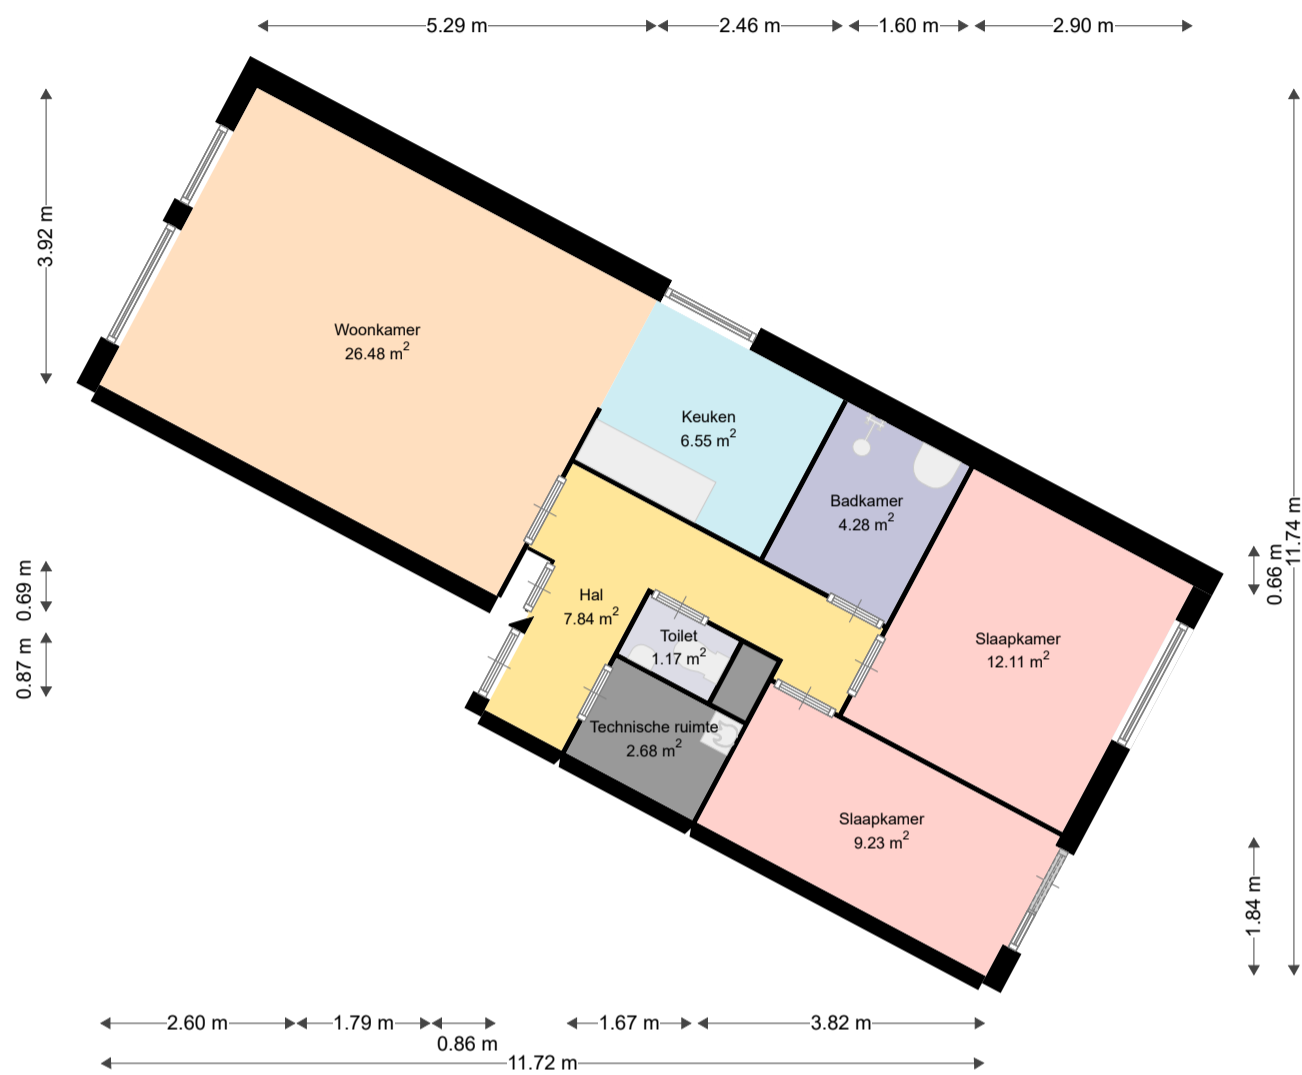 5.29 m
2.46 m
1.60 m
2.90 m
3.92 m
11.74 m
Woonkamer
26.48 m²
Keuken
6.55 m²
Badkamer
4.28 m²
0.69 m
0.66 m
Hal
7.84 m²
Toilet
1.17 m²
Slaapkamer
12.11 m²
0.87 m
Technische ruimte
2.68 m²
Slaapkamer
9.23 m²
1.84 m
2.60 m
1.79 m
0.86 m
1.67 m
3.82 m
11.72 m